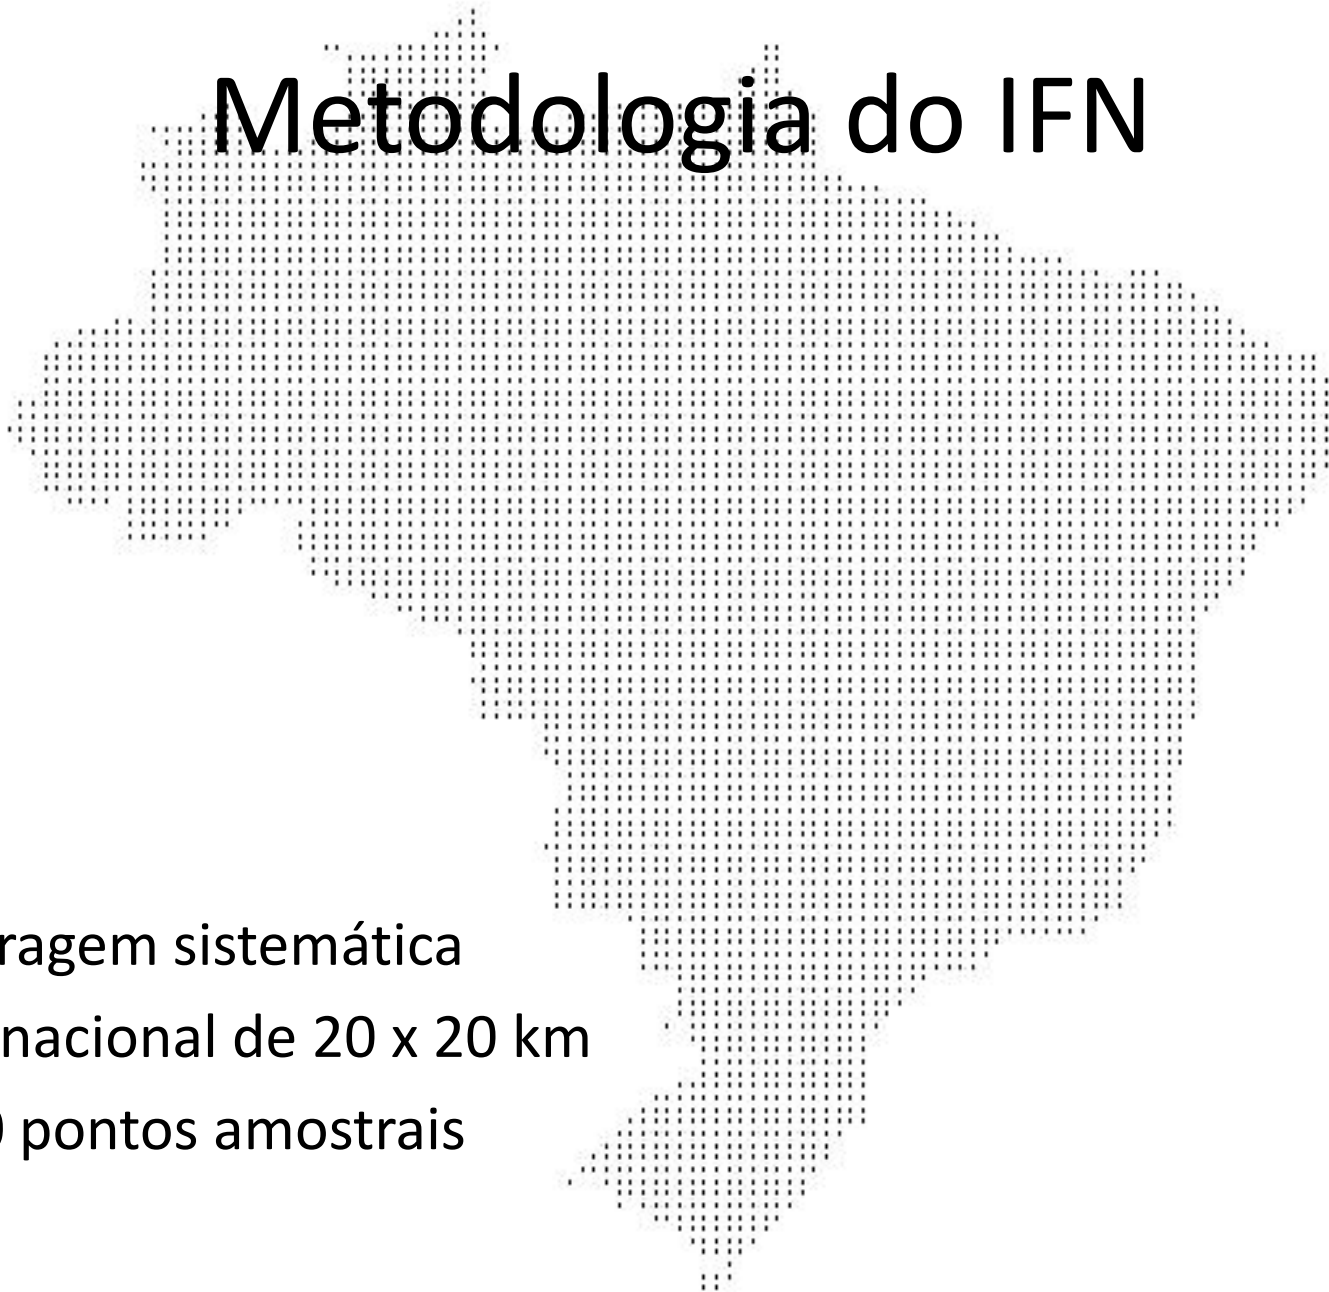 Metodologia do IFN
ragem sistemática
nacional de 20 x 20 km
pontos amostrais